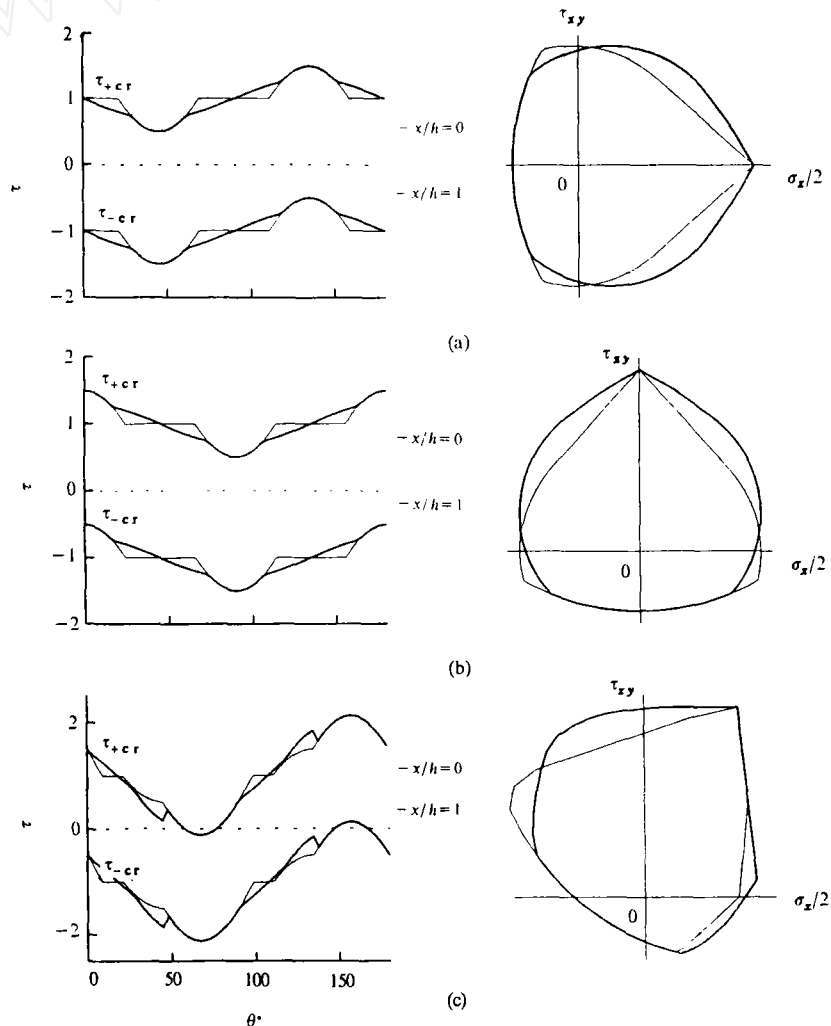 2
τxy
τ+cr
1
− x/h = 0
0
− x/h = 1
τ
0
σx/2
τ−cr
−1
−2
(a)
2
τxy
τ+cr
1
− x/h = 0
τ
0
− x/h = 1
τ−cr
−1
0
σx/2
−2
(b)
τxy
2
τ+cr
− x/h = 0
− x/h = 1
τ
0
τ−cr
0
σx/2
−2
0 50 100 150
(c)
θ°